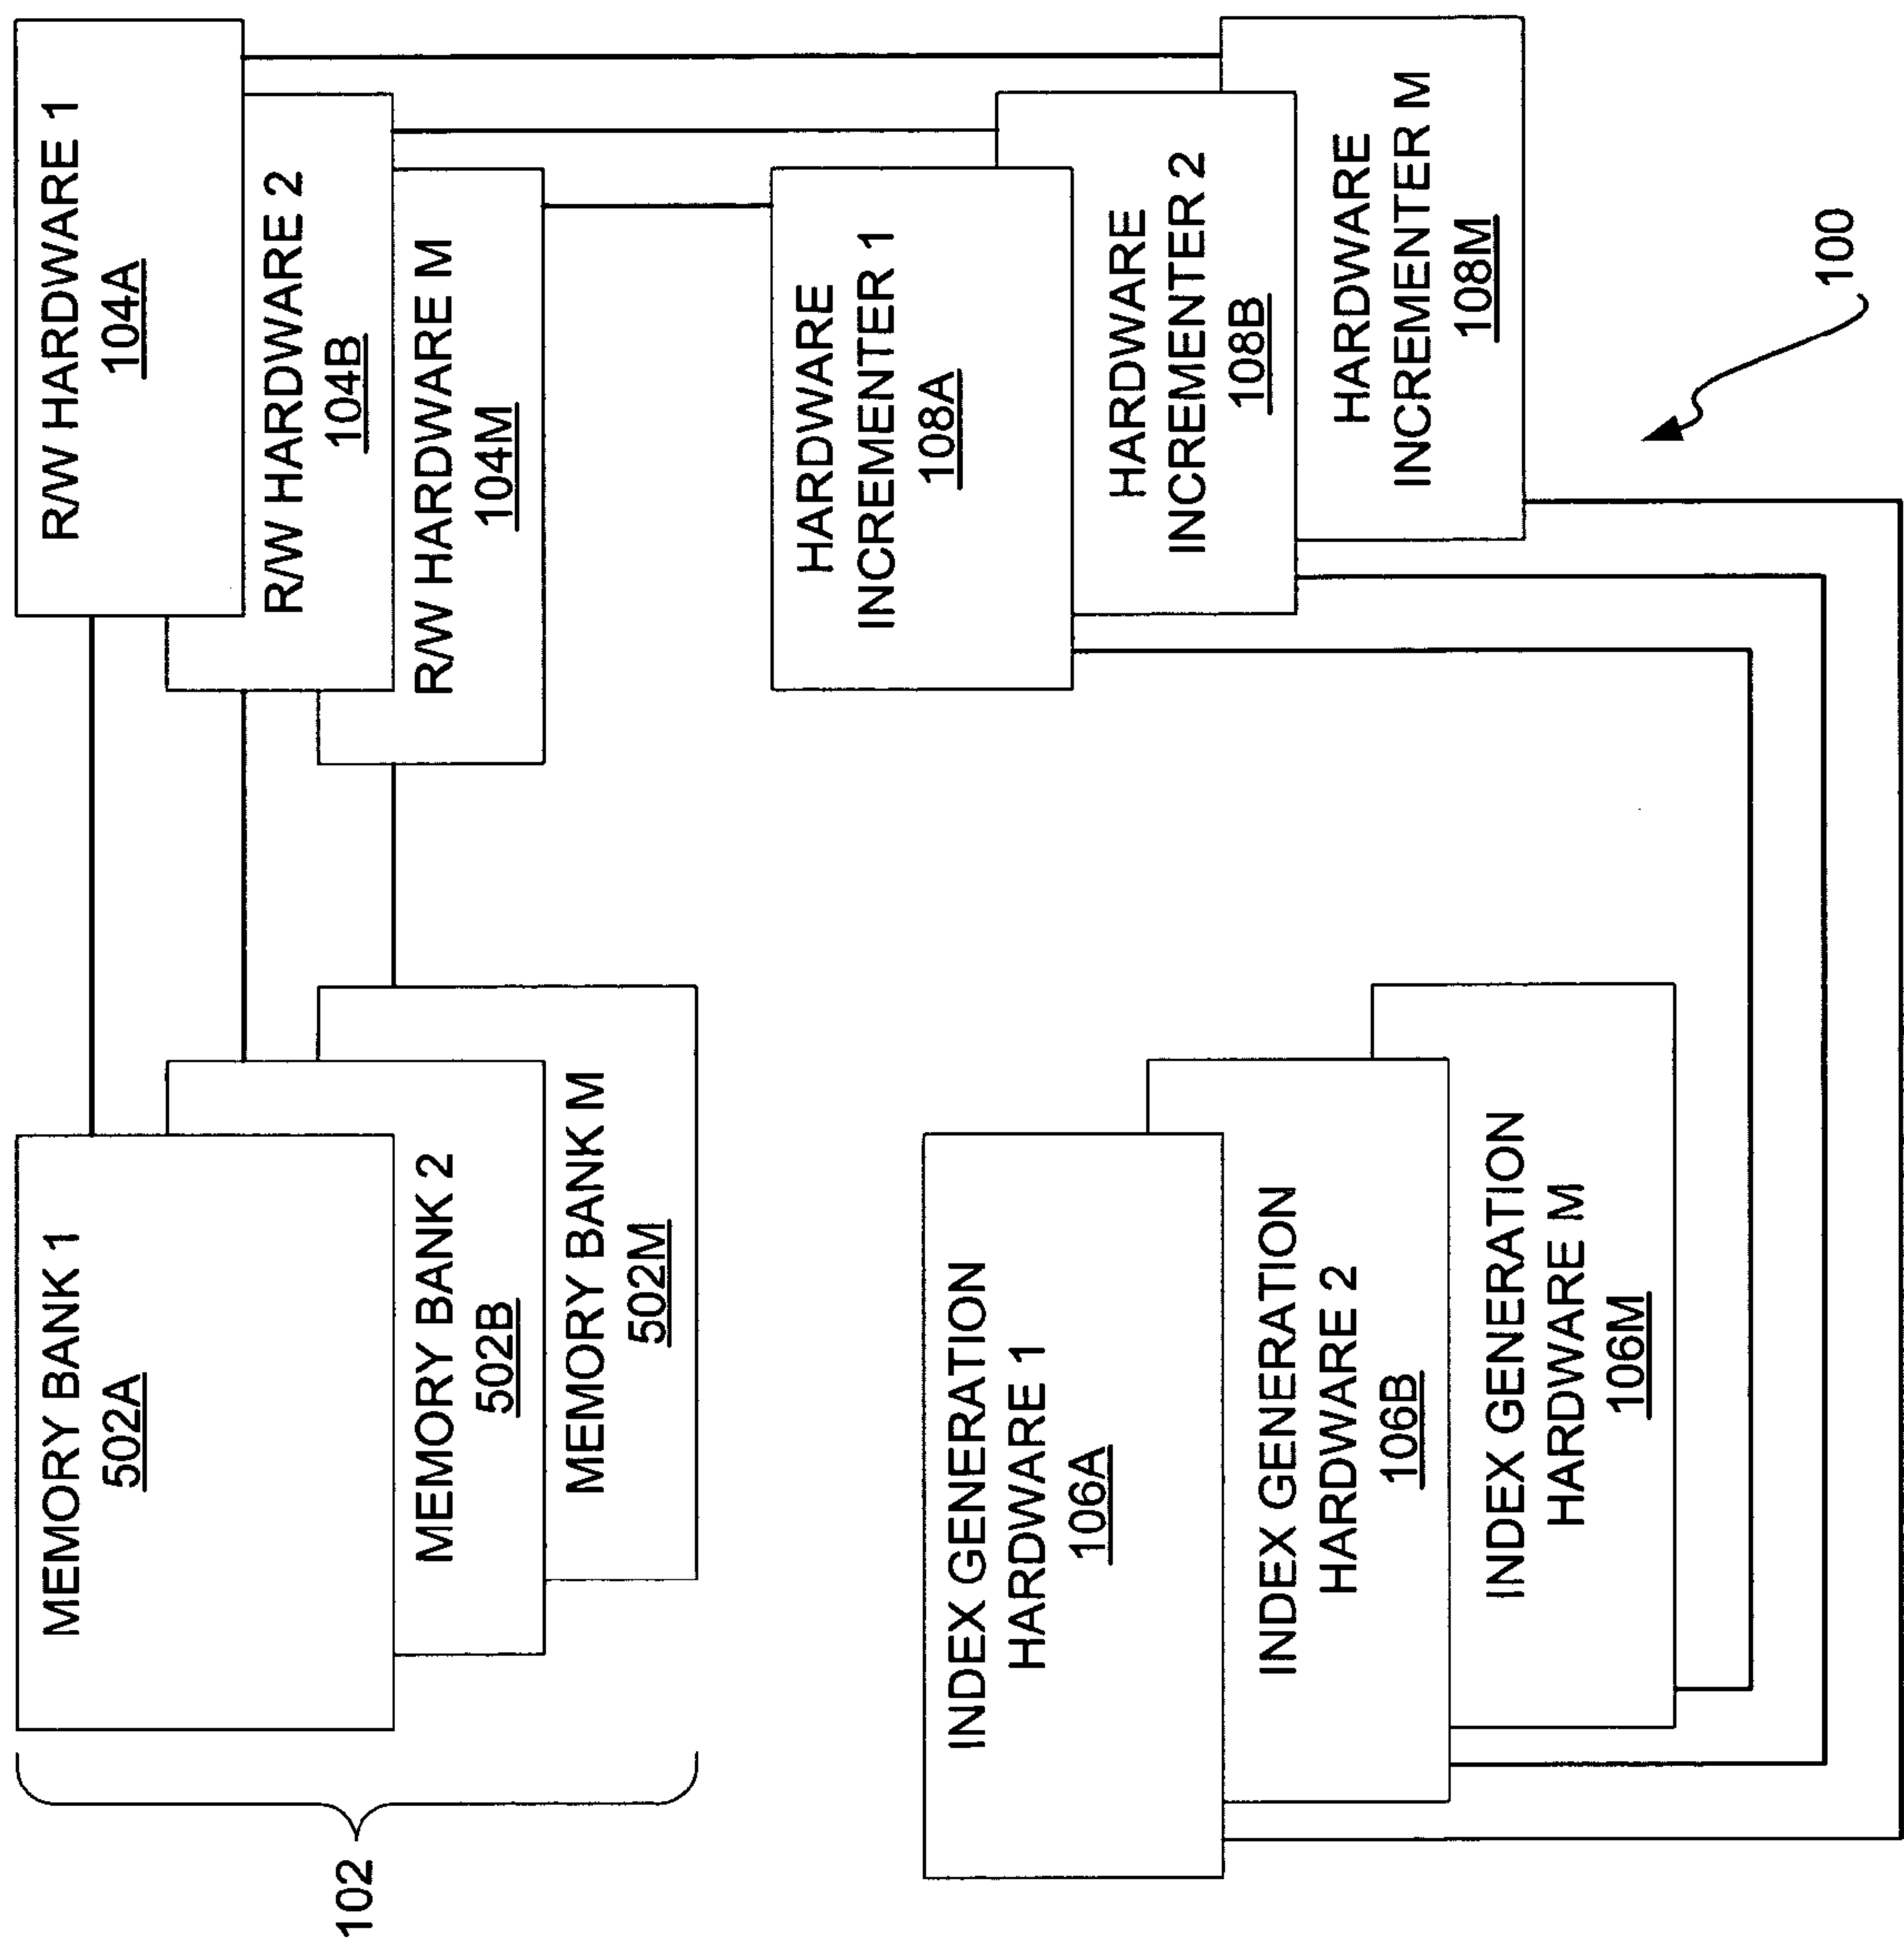 102
MEMORY BANK 1
502A
MEMORY BANK 2
502B
MEMORY BANK M
502M
R/W HARDWARE 1
104A
R/W HARDWARE 2
104B
R/W HARDWARE M
104M
INDEX GENERATION
HARDWARE 1
106A
INDEX GENERATION
HARDWARE 2
106B
INDEX GENERATION
HARDWARE M
106M
HARDWARE
INCREMENTER 1
108A
HARDWARE
INCREMENTER 2
108B
HARDWARE
INCREMENTER M
108M
100